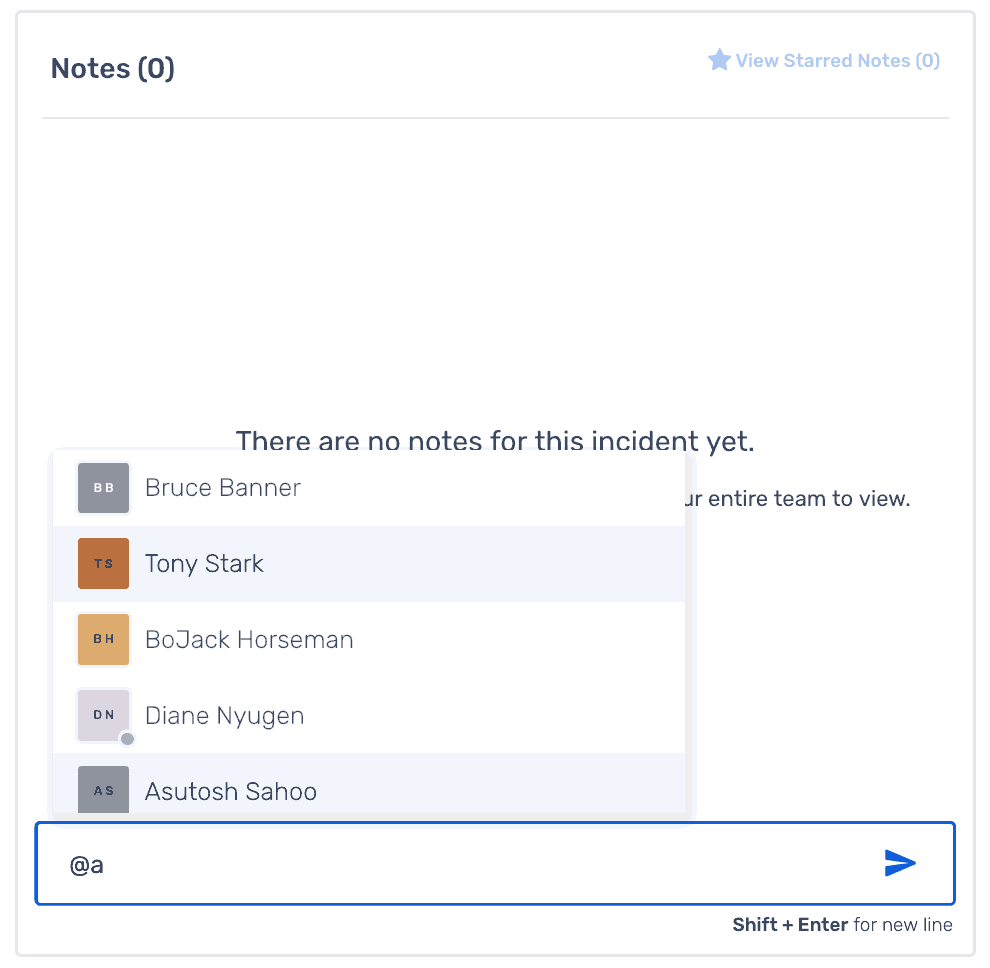 Notes (0)
View Starred Notes (0)
There are no notes for this incident yet.
entire team to view.
BB Bruce Banner
TS Tony Stark
BH BoJack Horseman
DN Diane Nyugen
AS Asutosh Sahoo
@a
Shift + Enter for new line